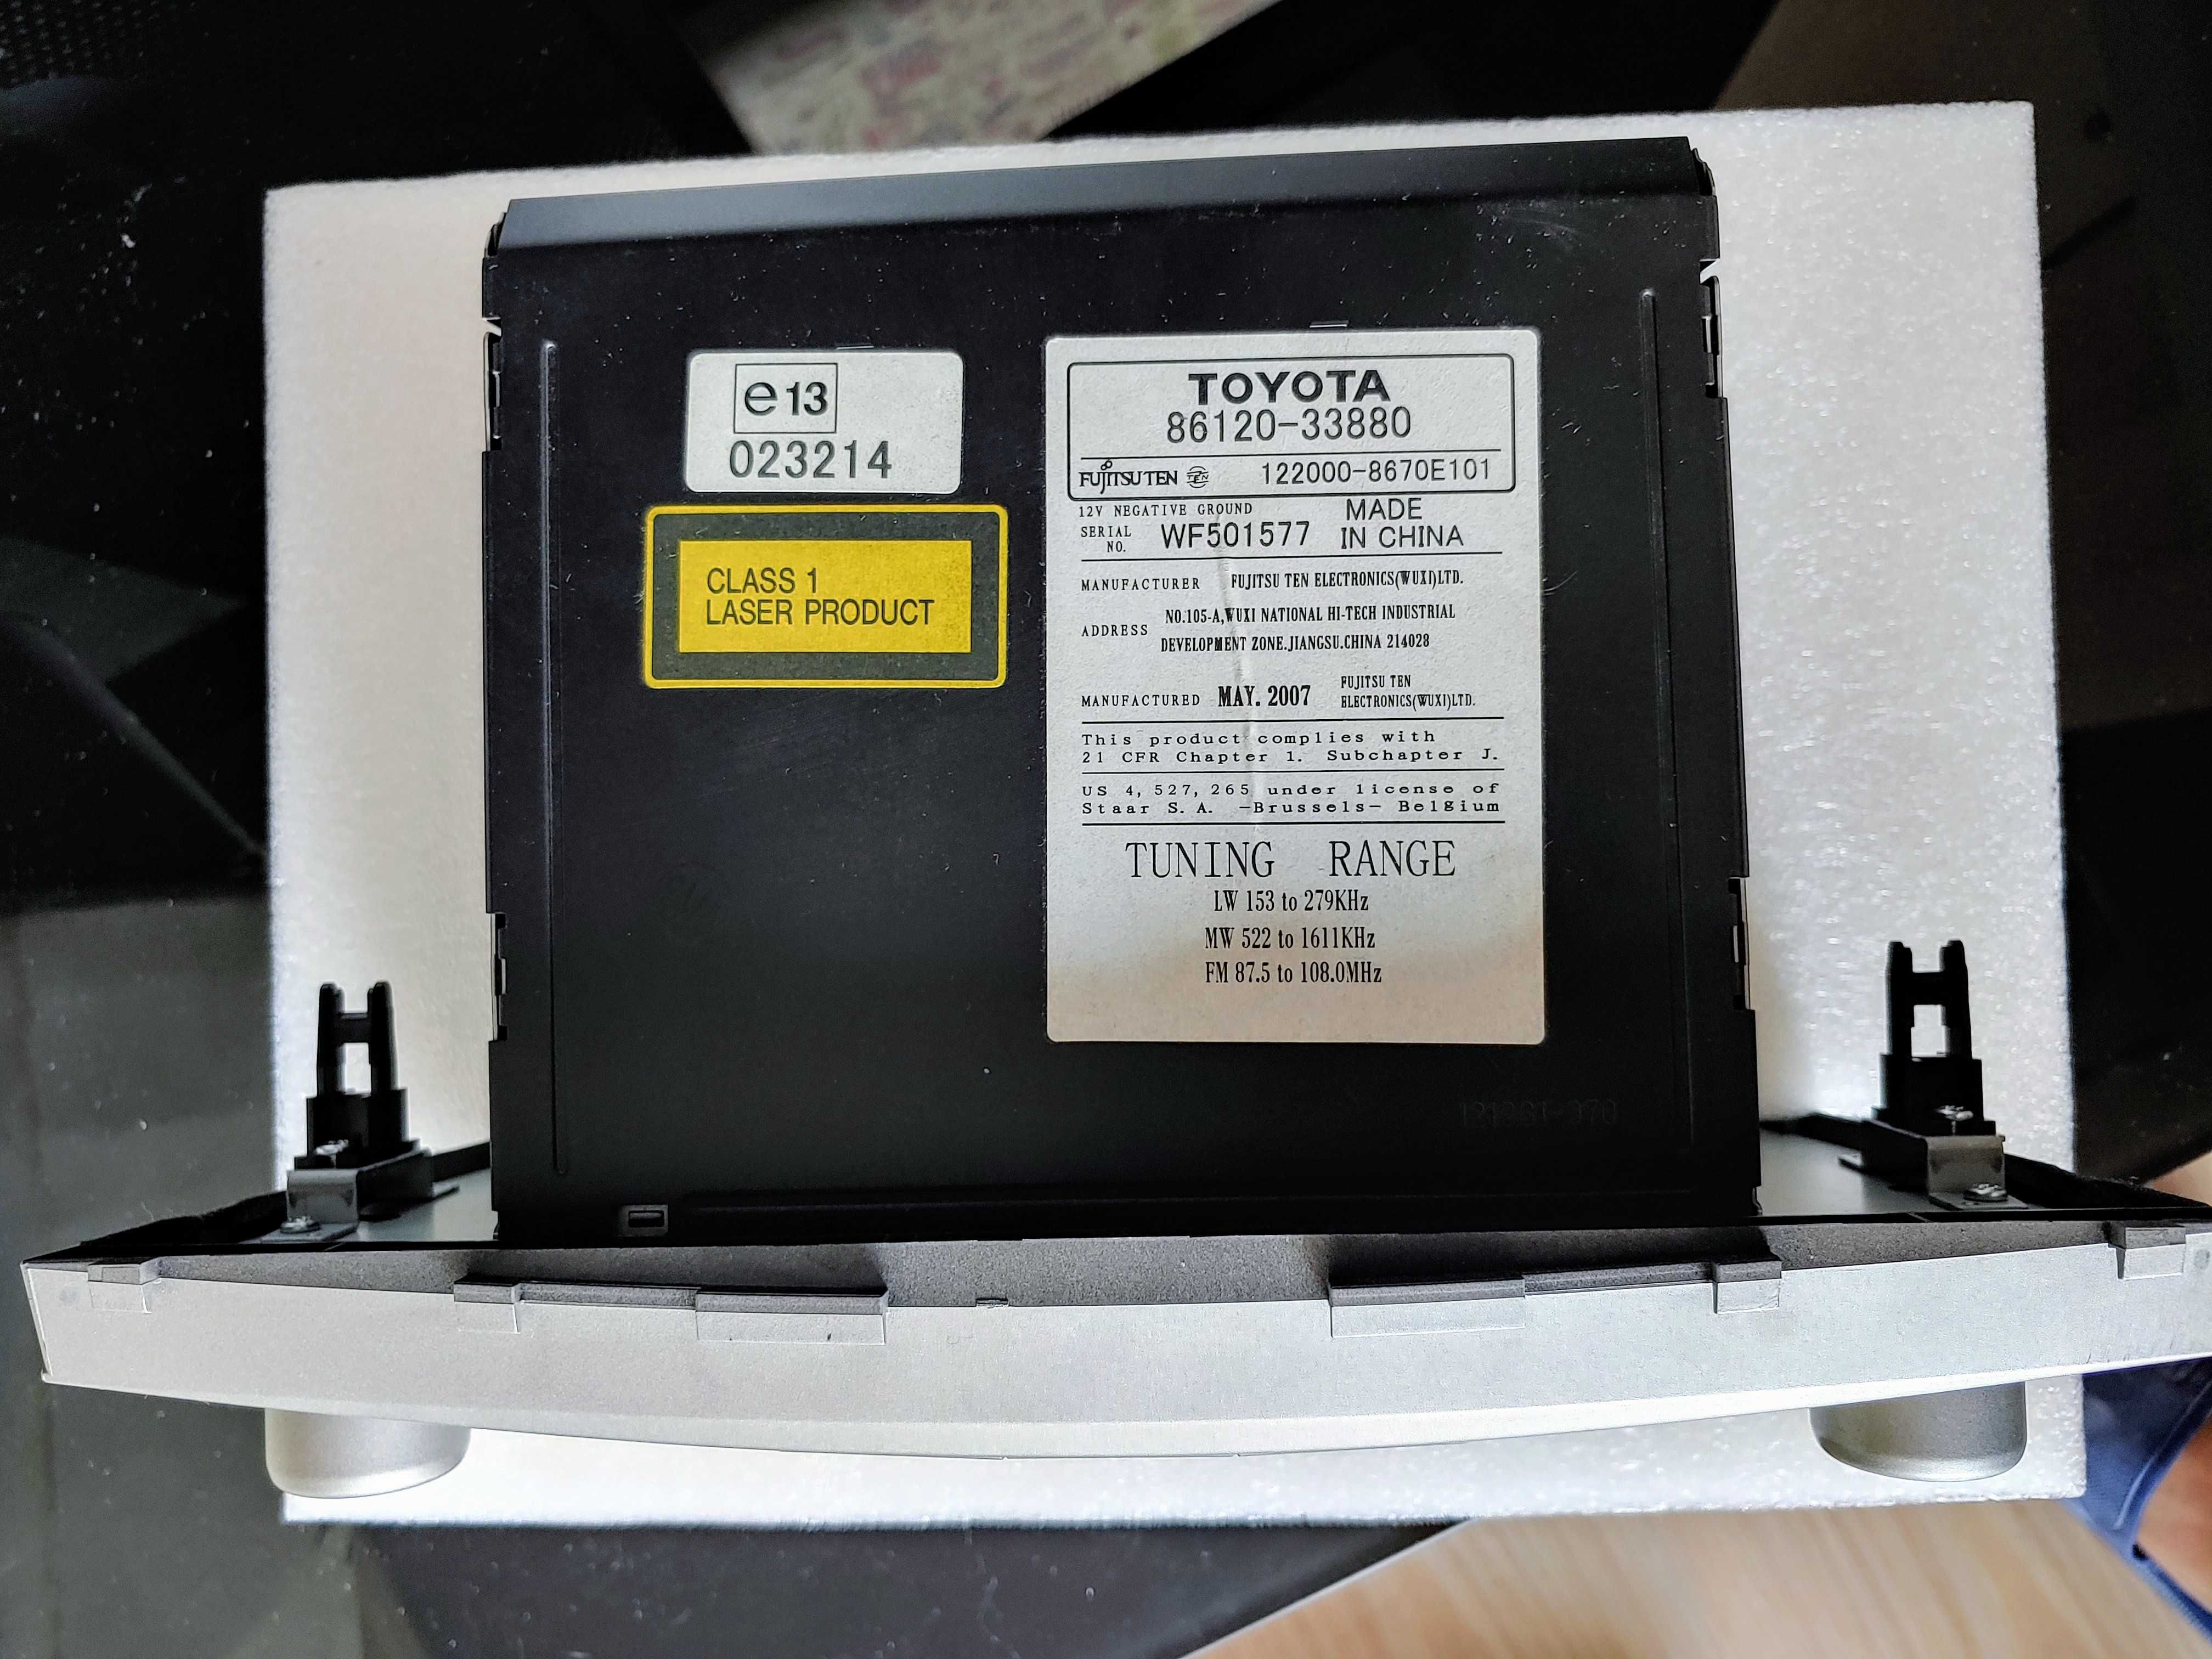 e13
023214
CLASS 1
LASER PRODUCT
TOYOTA
86120-33880
FUJITSU TEN TEN 122000-8670E101
12V NEGATIVE GROUND
SERIAL NO. WF501577
MADE IN CHINA
MANUFACTURER FUJITSU TEN ELECTRONICS(WUXI)LTD.
ADDRESS NO.105-A,WUXI NATIONAL HI-TECH INDUSTRIAL
DEVELOPMENT ZONE.JIANGSU.CHINA 214028
MANUFACTURED MAY. 2007 FUJITSU TEN
ELECTRONICS(WUXI)LTD.
This product complies with
21 CFR Chapter 1. Subchapter J.
US 4,527,265 under license of
Staar S.A. -Brussels- Belgium
TUNING RANGE
LW 153 to 279KHz
MW 522 to 1611KHz
FM 87.5 to 108.0MHz